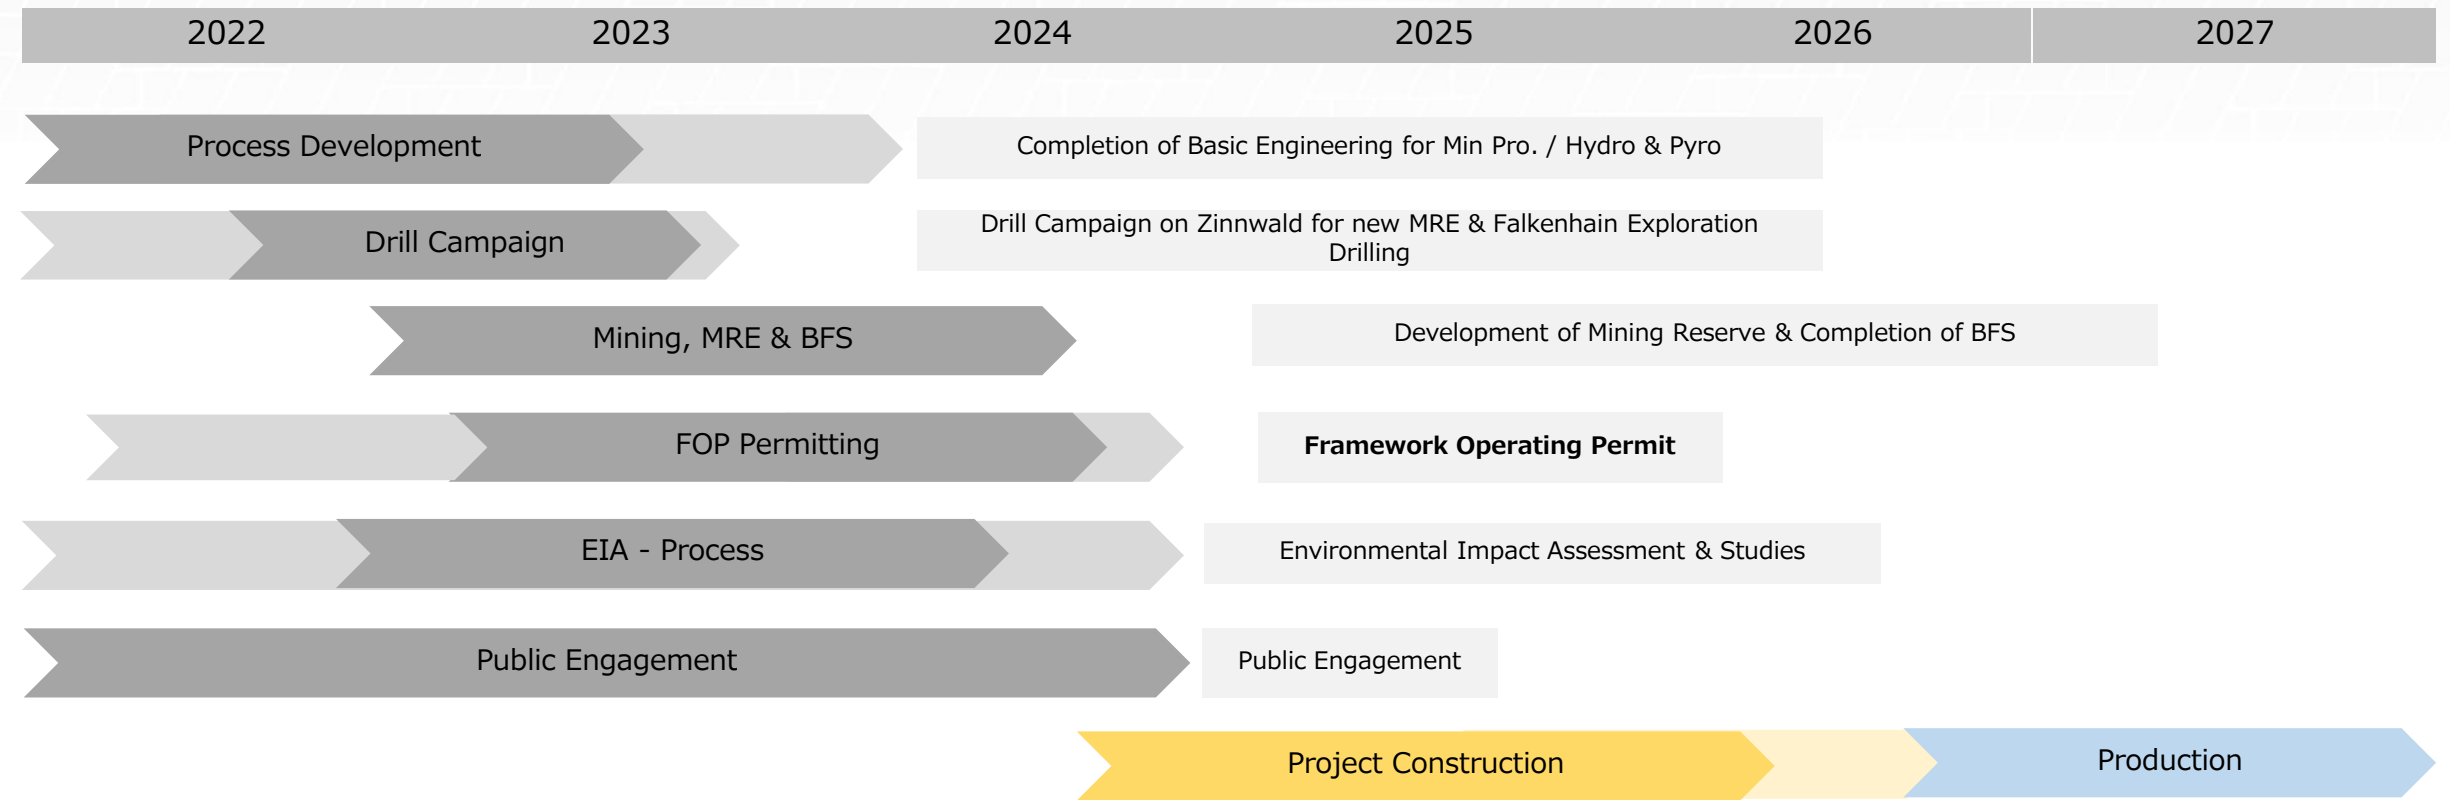 2022 2023 2024 2025 2026 2027
Process Development
Completion of Basic Engineering for Min Pro. / Hydro & Pyro
Drill Campaign
Drill Campaign on Zinnwald for new MRE & Falkenhain Exploration
Drilling
Mining, MRE & BFS
Development of Mining Reserve & Completion of BFS
FOP Permitting
Framework Operating Permit
EIA - Process
Environmental Impact Assessment & Studies
Public Engagement
Public Engagement
Project Construction
Production